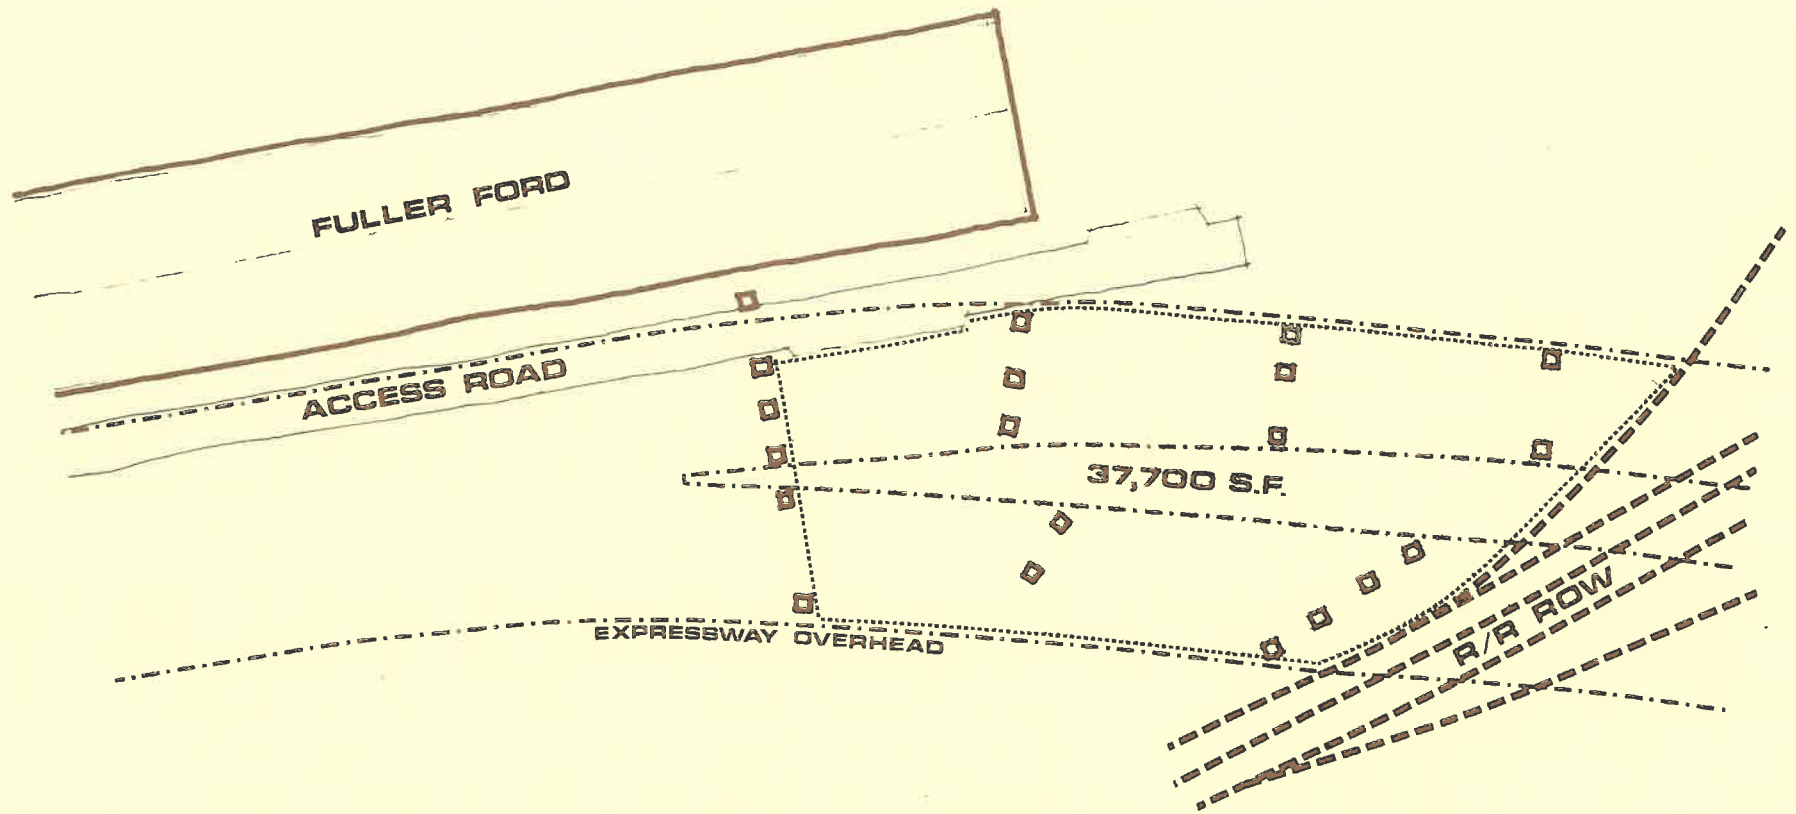 FULLER FORD
ACCESS ROAD
37,700 S.F.
EXPRESSWAY OVERHEAD
R/R ROW